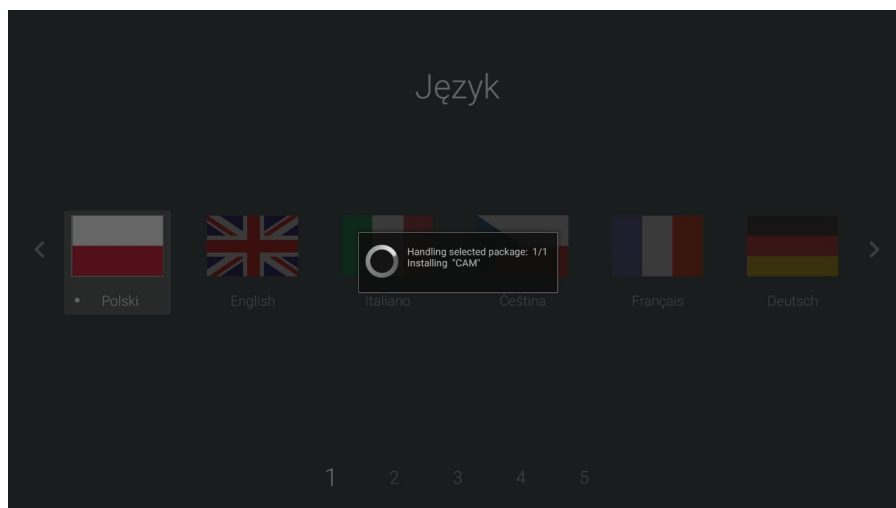 Język
Handling selected package: 1/1
Installing "CAM"
Polski
English
Italiano
Čeština
Français
Deutsch
1 2 3 4 5